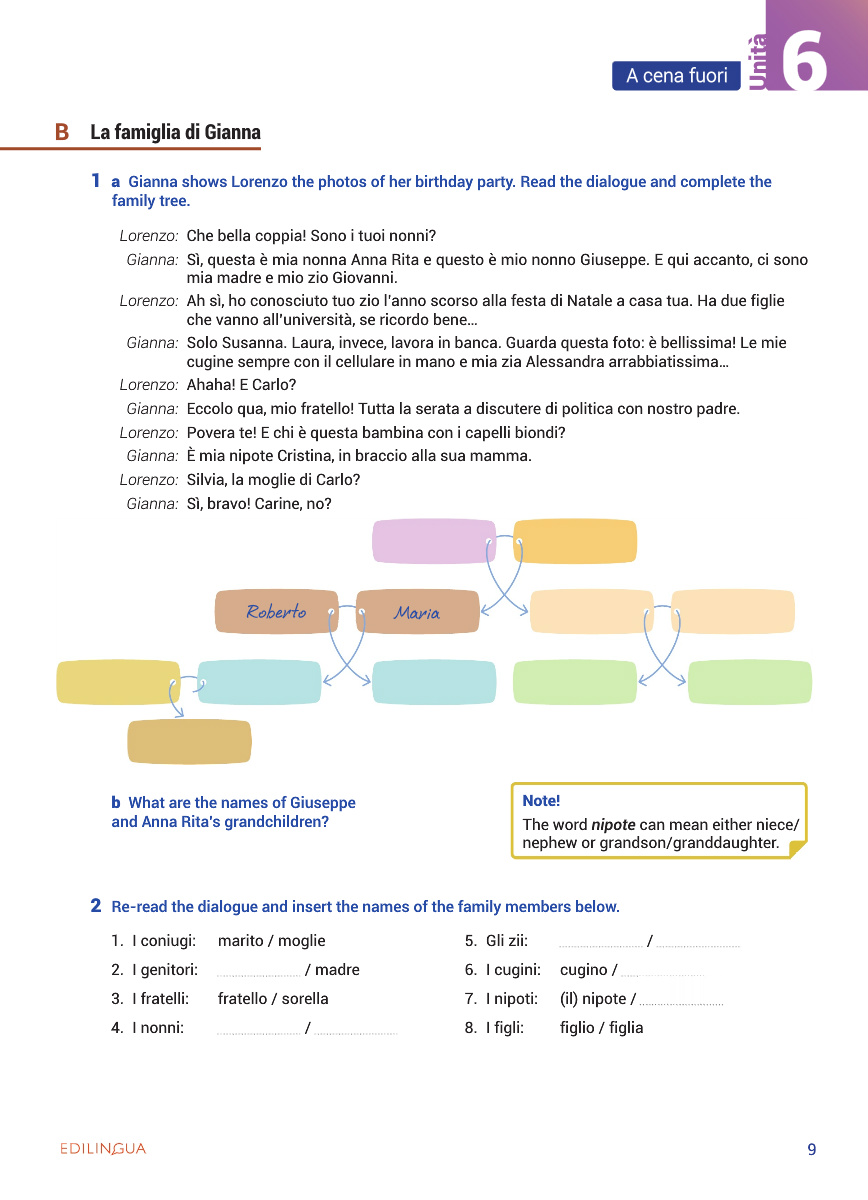 A cena fuori
Unità
6
B La famiglia di Gianna
1 a Gianna shows Lorenzo the photos of her birthday party. Read the dialogue and complete the
family tree.
Lorenzo: Che bella coppia! Sono i tuoi nonni?
Gianna: Sì, questa è mia nonna Anna Rita e questo è mio nonno Giuseppe. E qui accanto, ci sono
mia madre e mio zio Giovanni.
Lorenzo: Ah sì, ho conosciuto tuo zio l'anno scorso alla festa di Natale a casa tua. Ha due figlie
che vanno all'università, se ricordo bene…
Gianna: Solo Susanna. Laura, invece, lavora in banca. Guarda questa foto: è bellissima! Le mie
cugine sempre con il cellulare in mano e mia zia Alessandra arrabbiatissima…
Lorenzo: Ahaha! E Carlo?
Gianna: Eccolo qua, mio fratello! Tutta la serata a discutere di politica con nostro padre.
Lorenzo: Povera te! E chi è questa bambina con i capelli biondi?
Gianna: È mia nipote Cristina, in braccio alla sua mamma.
Lorenzo: Silvia, la moglie di Carlo?
Gianna: Sì, bravo! Carine, no?
Roberto
Maria
b What are the names of Giuseppe
and Anna Rita's grandchildren?
Note!
The word nipote can mean either niece/
nephew or grandson/granddaughter.
2 Re-read the dialogue and insert the names of the family members below.
1. I coniugi: marito / moglie
2. I genitori: / madre
3. I fratelli: fratello / sorella
4. I nonni: /
5. Gli zii: /
6. I cugini: cugino /
7. I nipoti: (il) nipote /
8. I figli: figlio / figlia
EDILINGUA
9